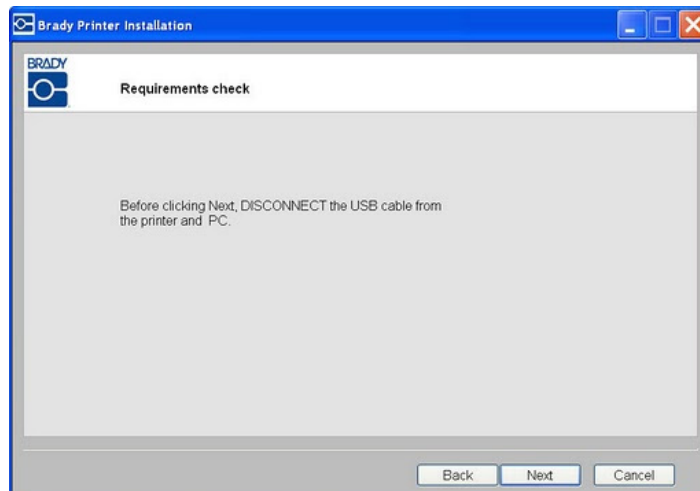 Brady Printer Installation
BRADY
Requirements check
Before clicking Next, DISCONNECT the USB cable from
the printer and PC.
Back Next Cancel